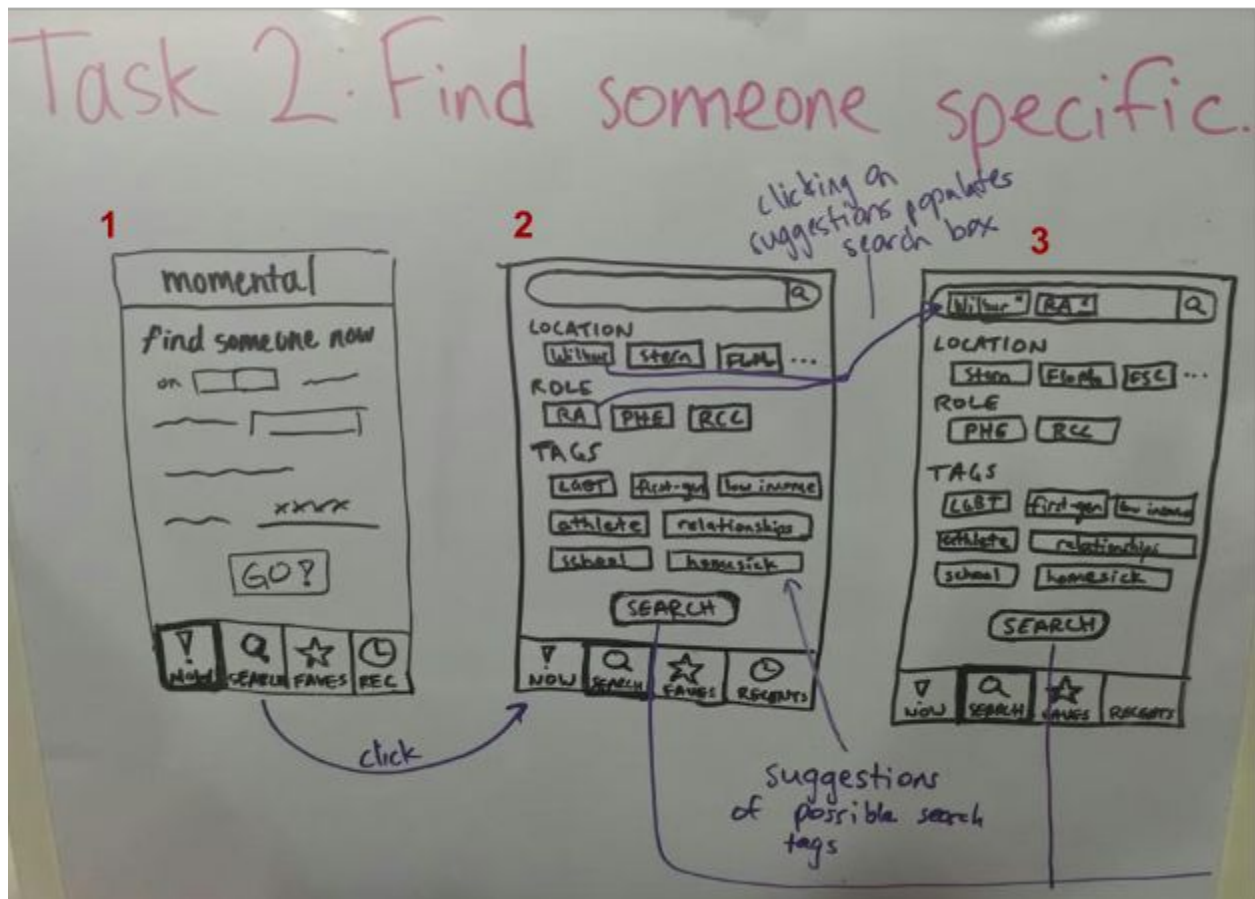 Task 2: Find someone specific.
clicking on
suggestions populates
search box
1
momental
find someone now
on
xxxx
GO?
NOW SEARCH FAVES REC
click
2
LOCATION
Wilbur Stern FloMo ...
ROLE
RA PHE RCC
TAGS
LGBT first-gen low income
athlete relationships
school homesick
SEARCH
NOW SEARCH FAVES RECENTS
suggestions
of possible search
tags
3
Wilbur x RA x
LOCATION
Stern FloMo FSC ...
ROLE
PHE RCC
TAGS
LGBT first-gen low income
athlete relationships
school homesick
SEARCH
NOW SEARCH FAVES RECENTS